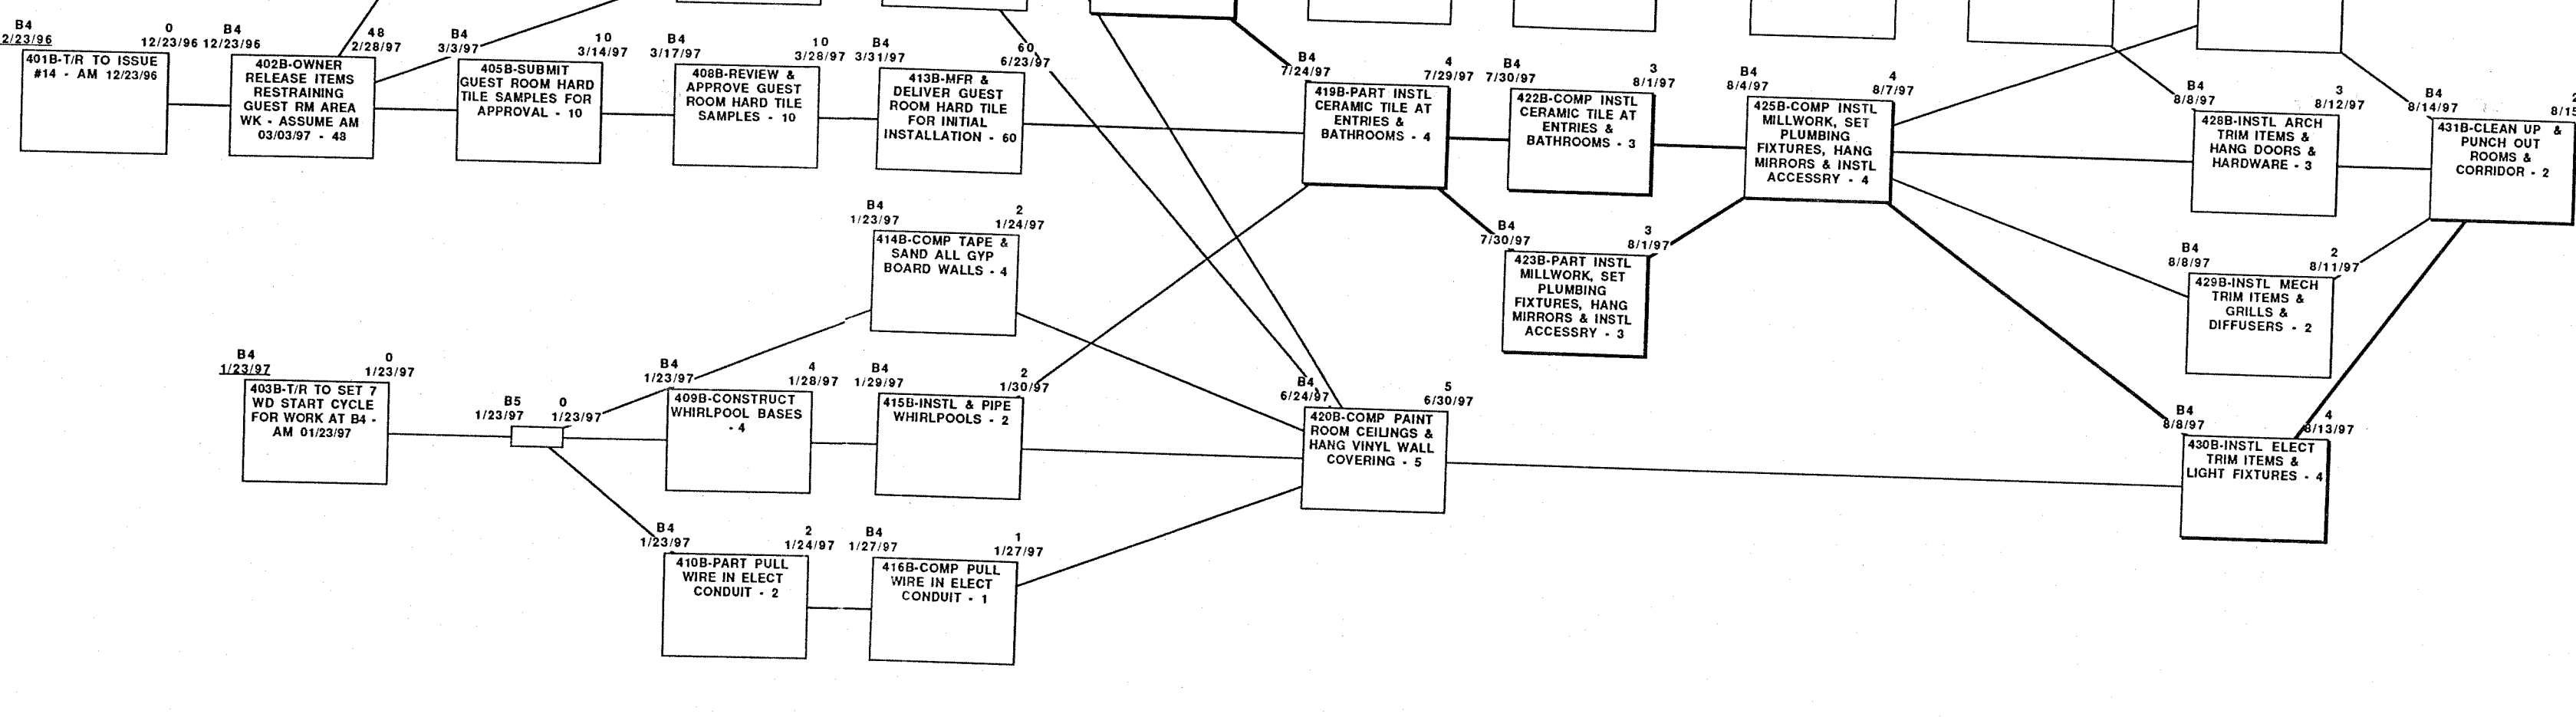 B4 0
2/23/96 12/23/96
401B-T/R TO ISSUE
#14 - AM 12/23/96
B4 48
12/23/96 2/28/97
402B-OWNER
RELEASE ITEMS
RESTRAINING
GUEST RM AREA
WK - ASSUME AM
03/03/97 - 48
B4 10
3/3/97 3/14/97
405B-SUBMIT
GUEST ROOM HARD
TILE SAMPLES FOR
APPROVAL - 10
B4 10
3/17/97 3/28/97
408B-REVIEW &
APPROVE GUEST
ROOM HARD TILE
SAMPLES - 10
B4 60
3/31/97 6/23/97
413B-MFR &
DELIVER GUEST
ROOM HARD TILE
FOR INITIAL
INSTALLATION - 60
B4 4
7/24/97 7/29/97
419B-PART INSTL
CERAMIC TILE AT
ENTRIES &
BATHROOMS - 4
B4 3
7/30/97 8/1/97
422B-COMP INSTL
CERAMIC TILE AT
ENTRIES &
BATHROOMS - 3
B4 4
8/4/97 8/7/97
425B-COMP INSTL
MILLWORK, SET
PLUMBING
FIXTURES, HANG
MIRRORS & INSTL
ACCESSRY - 4
B4 3
8/8/97 8/12/97
428B-INSTL ARCH
TRIM ITEMS &
HANG DOORS &
HARDWARE - 3
B4 2
8/14/97 8/15
431B-CLEAN UP &
PUNCH OUT
ROOMS &
CORRIDOR - 2
B4 2
1/23/97 1/24/97
414B-COMP TAPE &
SAND ALL GYP
BOARD WALLS - 4
B4 3
7/30/97 8/1/97
423B-PART INSTL
MILLWORK, SET
PLUMBING
FIXTURES, HANG
MIRRORS & INSTL
ACCESSRY - 3
B4 2
8/8/97 8/11/97
429B-INSTL MECH
TRIM ITEMS &
GRILLS &
DIFFUSERS - 2
B4 0
1/23/97 1/23/97
403B-T/R TO SET 7
WD START CYCLE
FOR WORK AT B4 -
AM 01/23/97
B5 0
1/23/97 1/23/97
B4 4
1/23/97 1/28/97
409B-CONSTRUCT
WHIRLPOOL BASES
- 4
B4 2
1/29/97 1/30/97
415B-INSTL & PIPE
WHIRLPOOLS - 2
B4 5
6/24/97 6/30/97
420B-COMP PAINT
ROOM CEILINGS &
HANG VINYL WALL
COVERING - 5
B4 4
8/8/97 8/13/97
430B-INSTL ELECT
TRIM ITEMS &
LIGHT FIXTURES - 4
B4 2
1/23/97 1/24/97
410B-PART PULL
WIRE IN ELECT
CONDUIT - 2
B4 1
1/27/97 1/27/97
416B-COMP PULL
WIRE IN ELECT
CONDUIT - 1